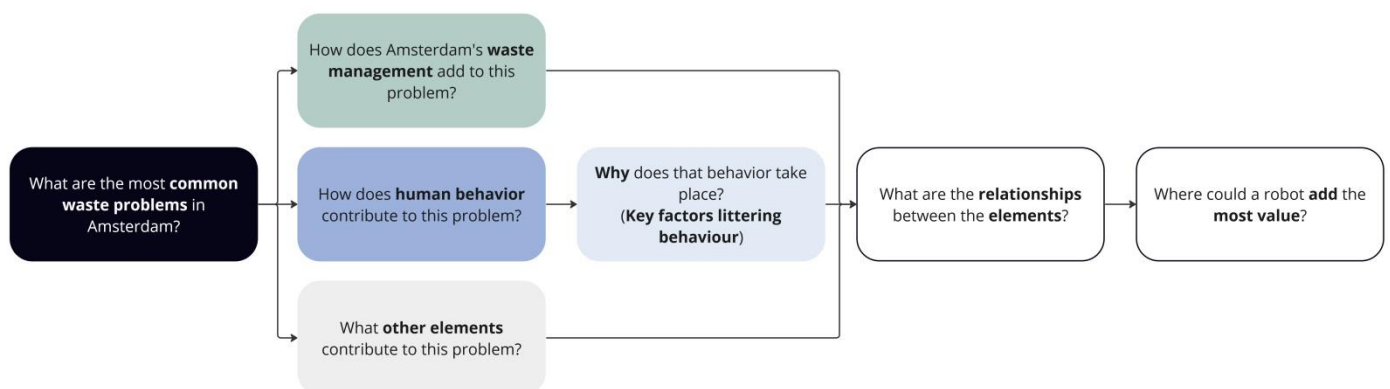 How does Amsterdam's waste
management add to this
problem?
What are the most common
waste problems in
Amsterdam?
How does human behavior
contribute to this problem?
Why does that behavior take
place?
(Key factors littering
behaviour)
What are the relationships
between the elements?
Where could a robot add the
most value?
What other elements
contribute to this problem?